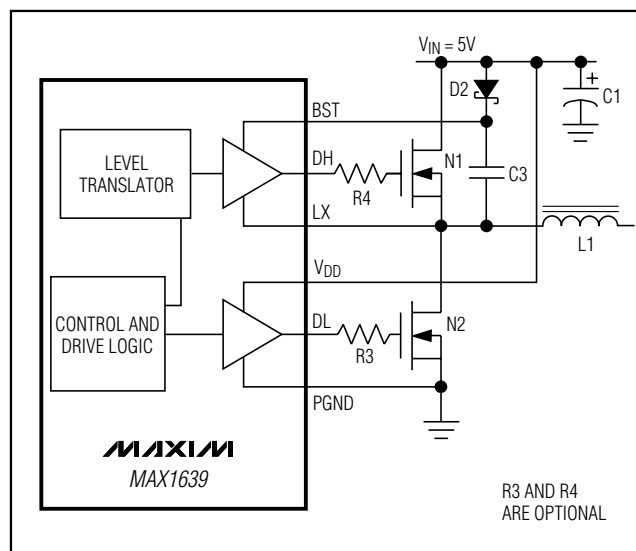 V_IN = 5V
D2
C1
+
BST
LEVEL
TRANSLATOR
DH
N1
R4
C3
LX
L1
V_DD
CONTROL AND
DRIVE LOGIC
DL
N2
R3
PGND
MAXIM
MAX1639
R3 AND R4
ARE OPTIONAL